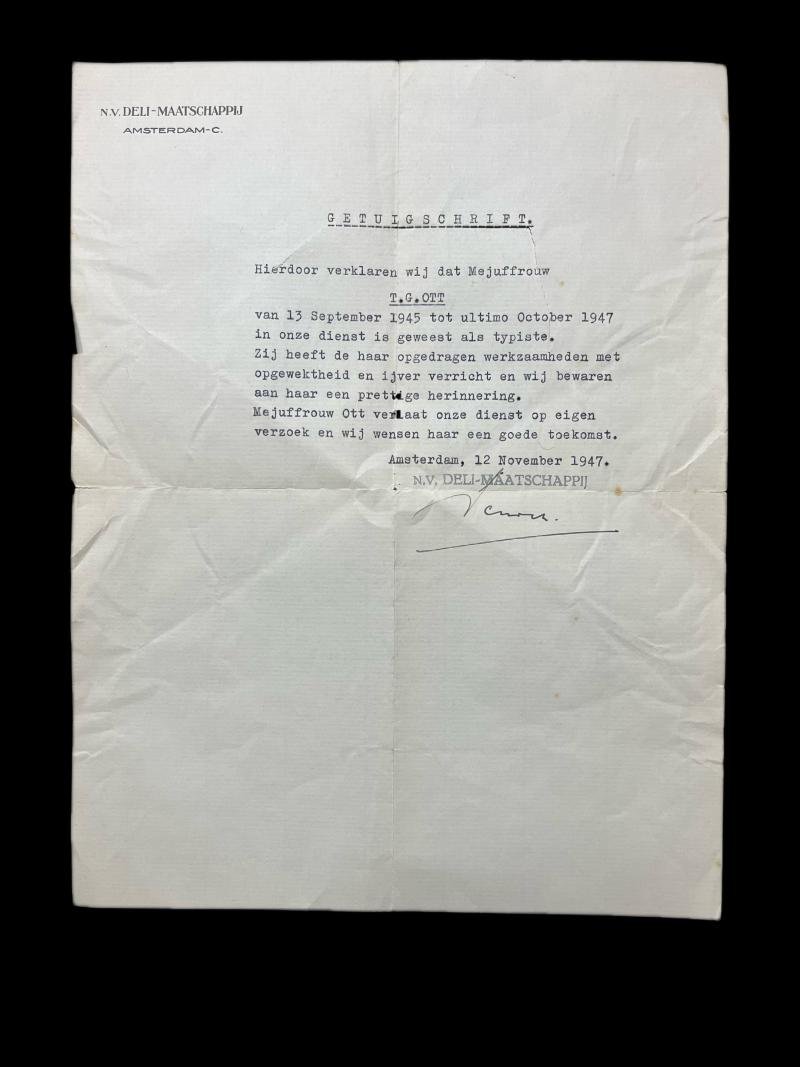 N.V. DELI-MAATSCHAPPIJ
AMSTERDAM-C.
GETUIGSCHRIFT.
Hierdoor verklaren wij dat Mejuffrouw
T.G.OTT
van 13 September 1945 tot ultimo October 1947
in onze dienst is geweest als typiste.
Zij heeft de haar opgedragen werkzaamheden met
opgewektheid en ijver verricht en wij bewaren
aan haar een prettige herinnering.
Mejuffrouw Ott verlaat onze dienst op eigen
verzoek en wij wensen haar een goede toekomst.
Amsterdam, 12 November 1947.
N.V. DELI-MAATSCHAPPIJ